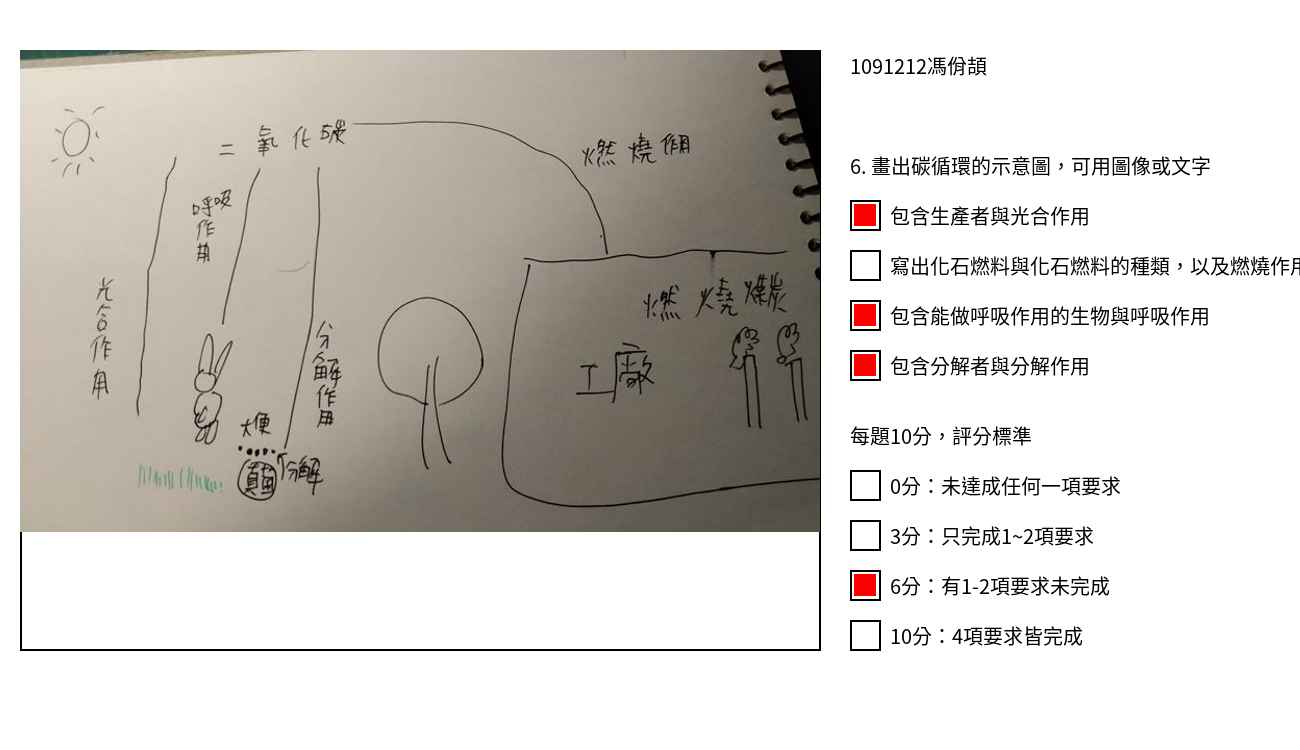 二氧化碳
燃燒作用
呼吸作用
光合作用
分解作用
燃燒煤炭
工廠
大便
真菌
分解
1091212馮佾頡
6. 畫出碳循環的示意圖，可用圖像或文字
包含生產者與光合作用
寫出化石燃料與化石燃料的種類，以及燃燒作用
包含能做呼吸作用的生物與呼吸作用
包含分解者與分解作用
每題10分，評分標準
0分：未達成任何一項要求
3分：只完成1~2項要求
6分：有1-2項要求未完成
10分：4項要求皆完成